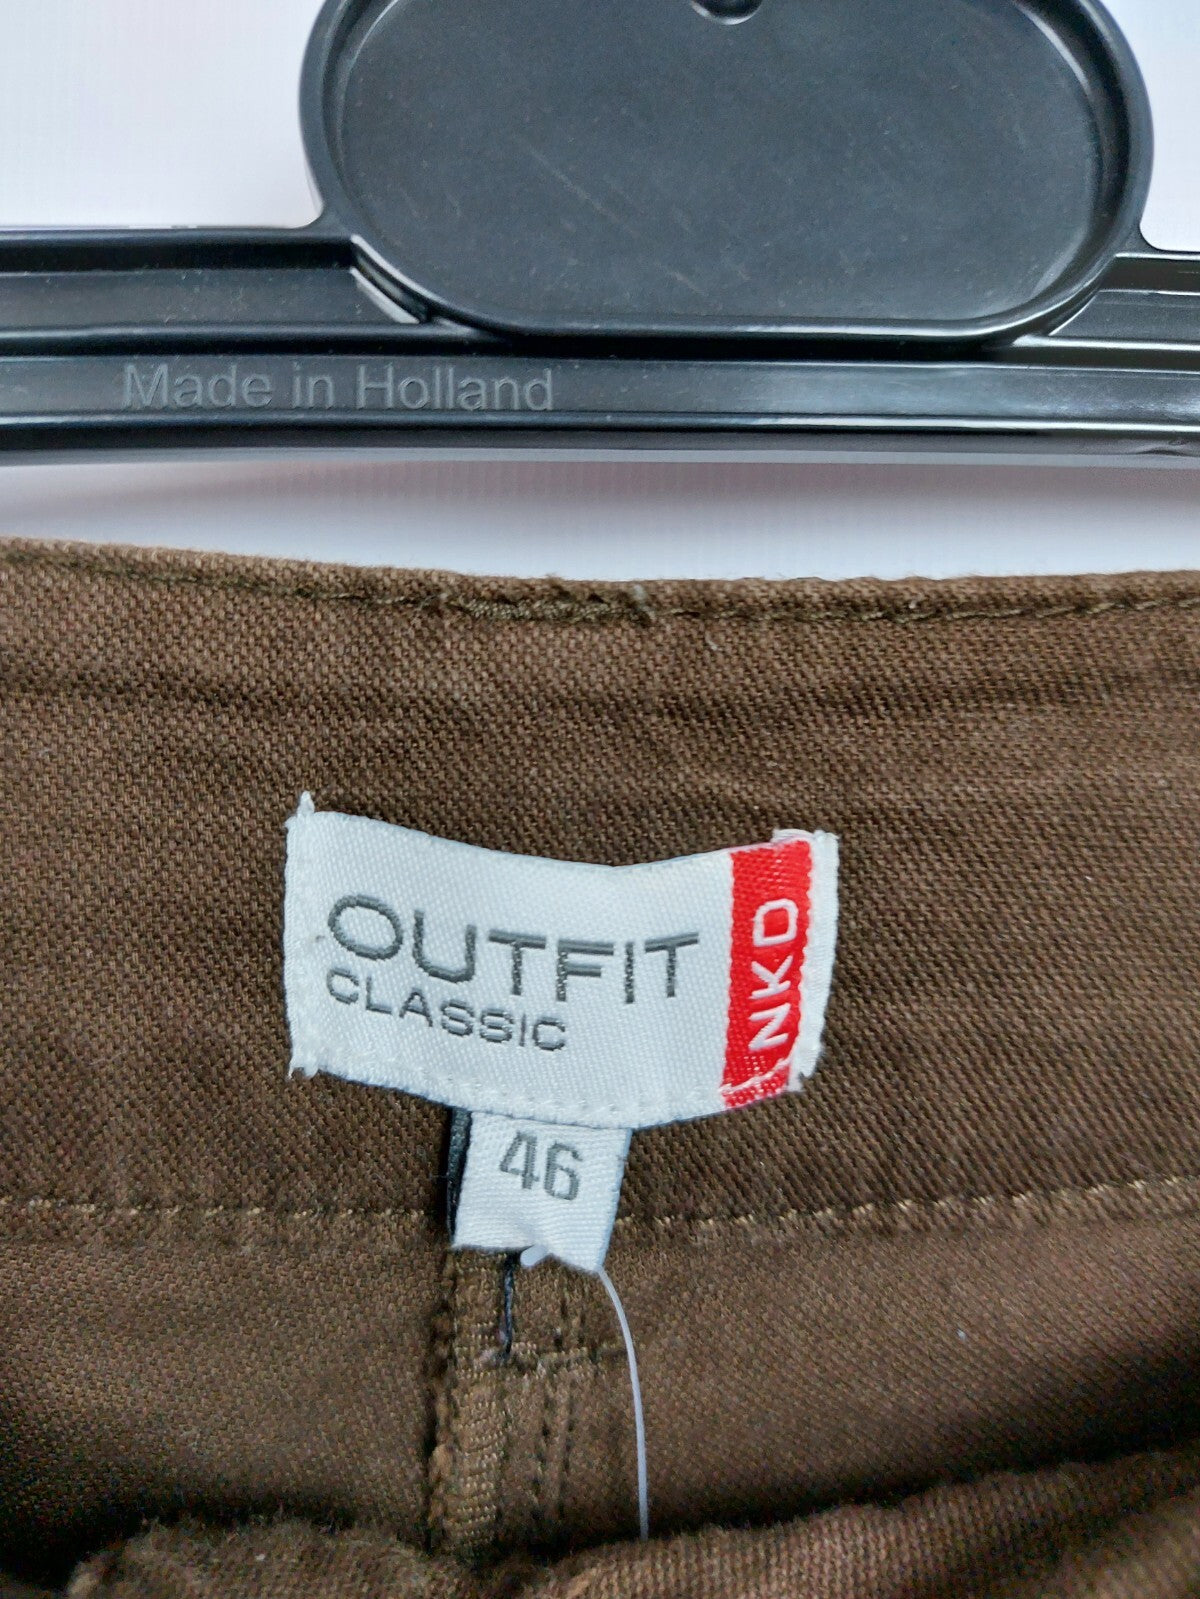 Made in Holland
OUTFIT
CLASSIC
NKD
46